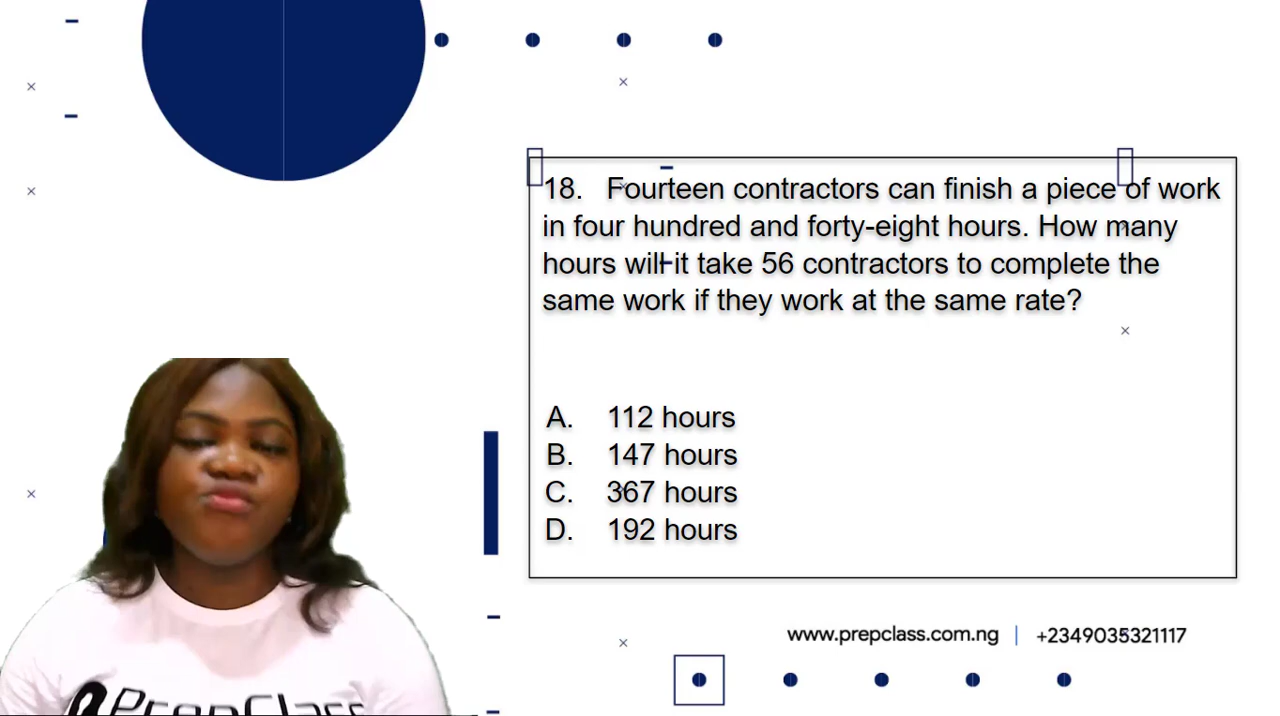 18. Fourteen contractors can finish a piece of work
in four hundred and forty-eight hours. How many
hours will it take 56 contractors to complete the
same work if they work at the same rate?
A. 112 hours
B. 147 hours
C. 367 hours
D. 192 hours
www.prepclass.com.ng | +2349035321117
PrepClass